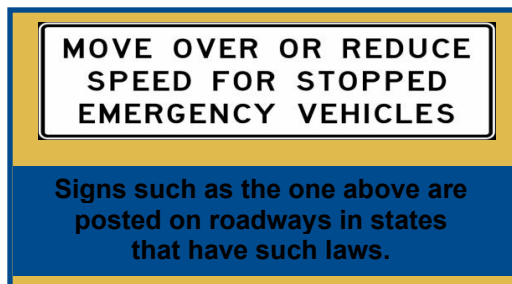 MOVE OVER OR REDUCE
SPEED FOR STOPPED
EMERGENCY VEHICLES
Signs such as the one above are
posted on roadways in states
that have such laws.